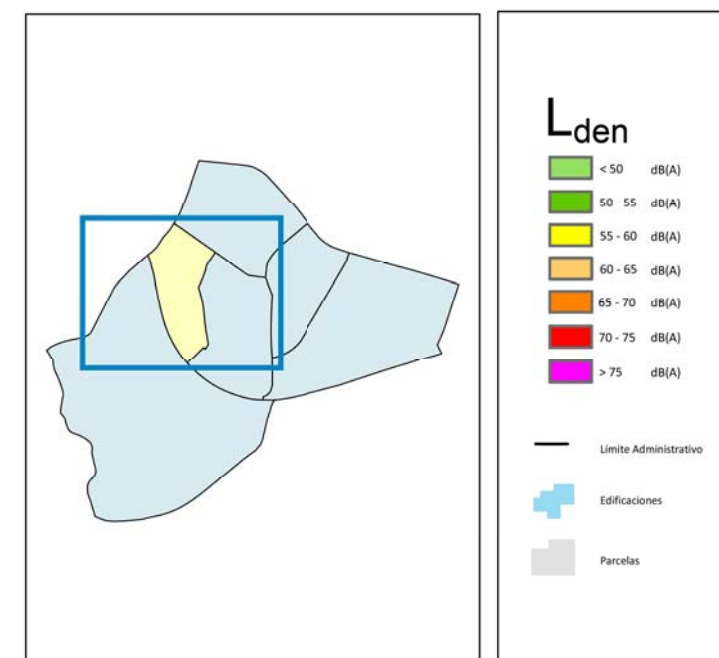 Lden
< 50 dB(A)
50 - 55 dB(A)
55 - 60 dB(A)
60 - 65 dB(A)
65 - 70 dB(A)
70 - 75 dB(A)
> 75 dB(A)
Límite Administrativo
Edificaciones
Parcelas